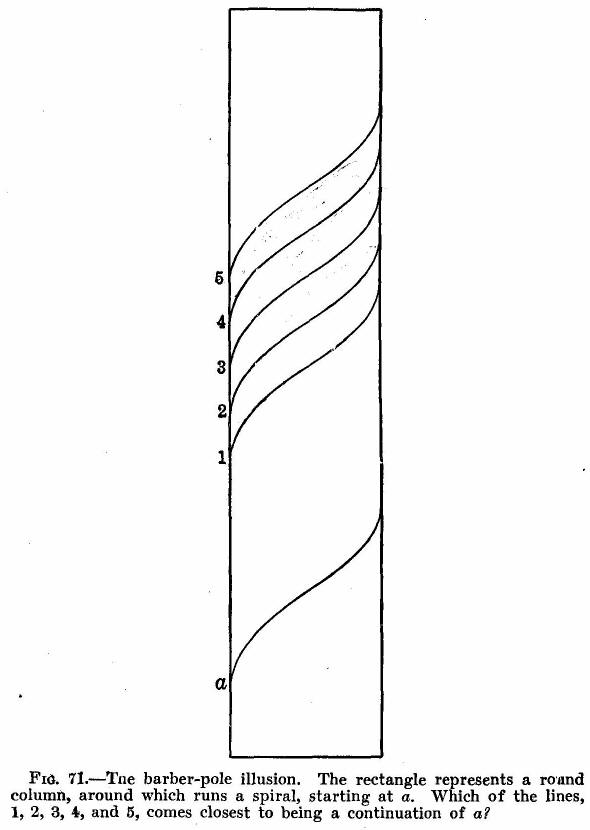 5
4
3
2
1
a
FIG. 71.—Tne barber-pole illusion. The rectangle represents a round
column, around which runs a spiral, starting at a. Which of the lines,
1, 2, 3, 4, and 5, comes closest to being a continuation of a?